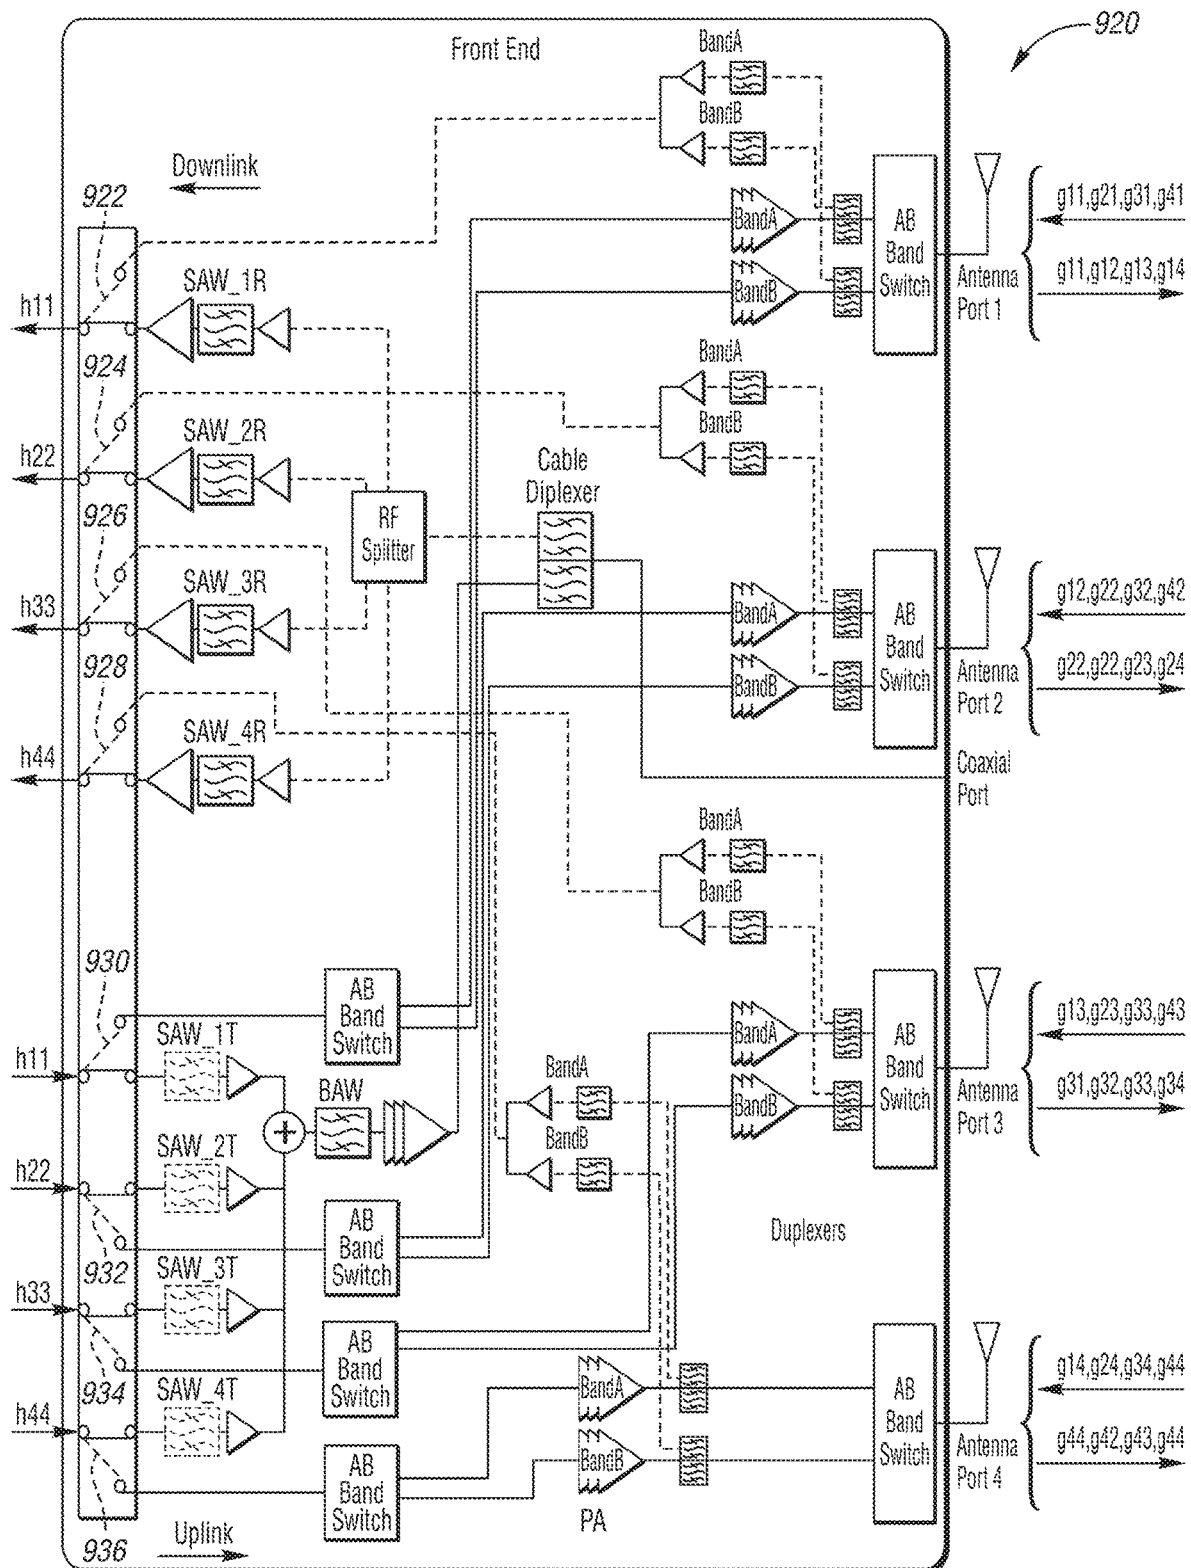 920
Front End
BandA
BandB
Downlink
922
BandA
BandB
AB
Band
Switch
Antenna
Port 1
g11,g21,g31,g41
g11,g12,g13,g14
SAW_1R
h11
924
BandA
BandB
SAW_2R
h22
Cable
Diplexer
926
RF
Splitter
SAW_3R
h33
BandA
BandB
AB
Band
Switch
Antenna
Port 2
g12,g22,g32,g42
g22,g22,g23,g24
928
SAW_4R
h44
Coaxial
Port
BandA
BandB
930
AB
Band
Switch
SAW_1T
h11
BandA
BandB
AB
Band
Switch
Antenna
Port 3
g13,g23,g33,g43
g31,g32,g33,g34
BAW
BandA
BandB
SAW_2T
h22
AB
Band
Switch
Duplexers
932
SAW_3T
h33
AB
Band
Switch
934
SAW_4T
h44
BandA
BandB
PA
AB
Band
Switch
Antenna
Port 4
g14,g24,g34,g44
g44,g42,g43,g44
AB
Band
Switch
936
Uplink